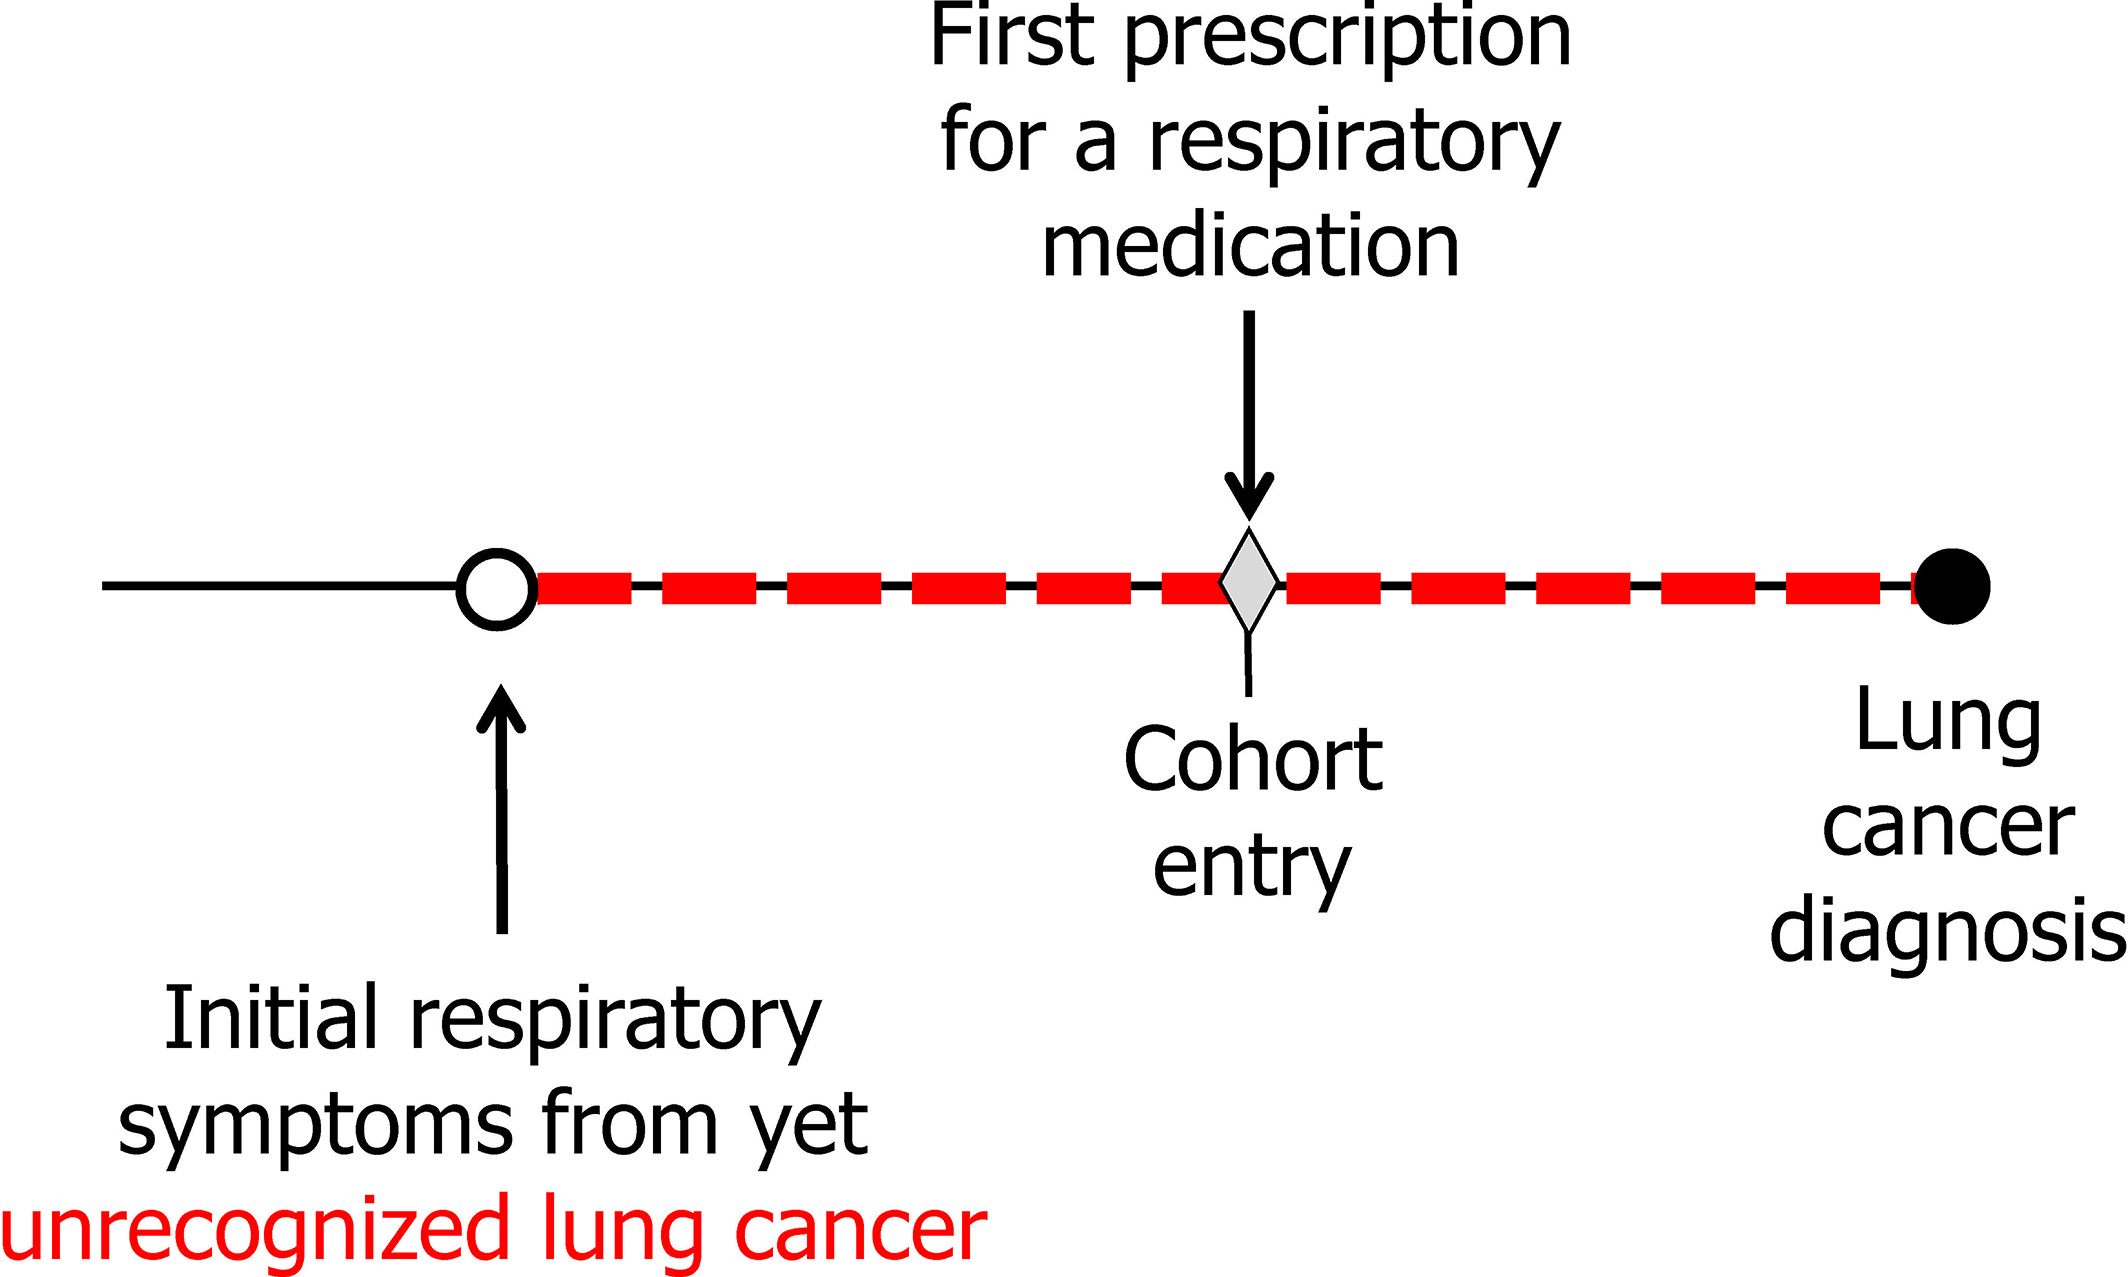 First prescription
for a respiratory
medication
Cohort
entry
Lung
cancer
diagnosis
Initial respiratory
symptoms from yet
unrecognized lung cancer